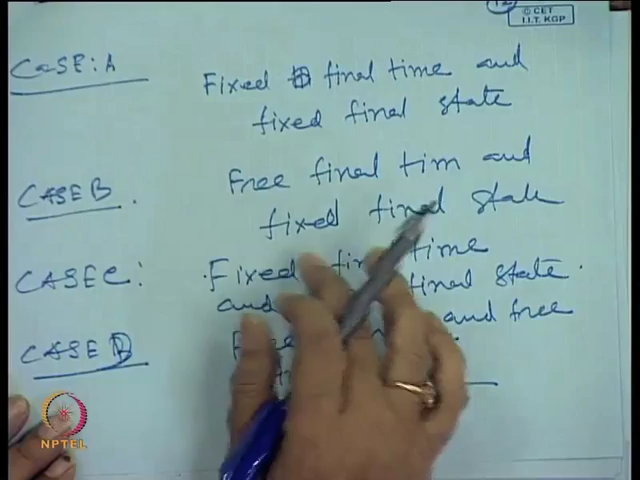 © CET
I.I.T. KGP
CASE: A Fixed final time and
fixed final state
CASE B. Free final tim and
fixed final state
CASE C: Fixed time
and final state.
CASE D and free
NPTEL